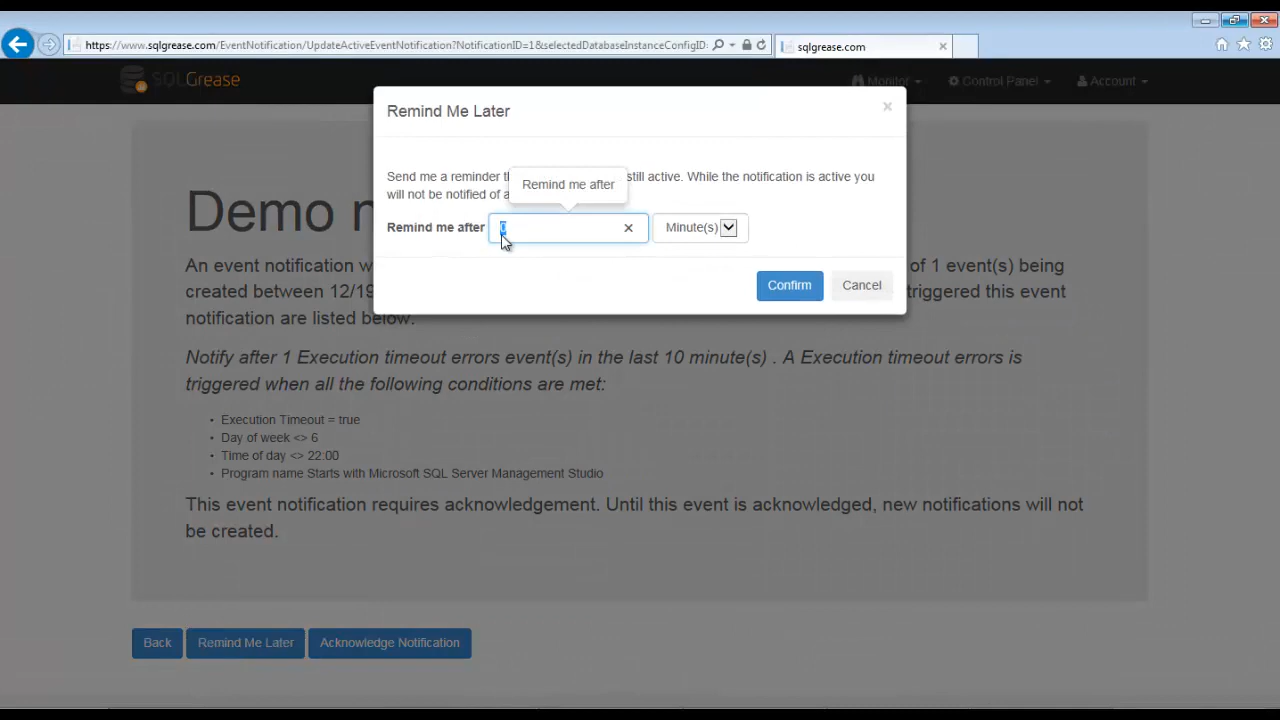 https://www.sqlgrease.com/EventNotification/UpdateActiveEventNotification?NotificationID=1&selectedDatabaseInstanceConfigID:
sqlgrease.com
SQLGrease
Monitor
Control Panel
Account
Remind Me Later
Send me a reminder still active. While the notification is active you
will not be notified of
Remind me after
Remind me after
0
Minute(s)
Confirm
Cancel
Demo
An event notification of 1 event(s) being
created between 12/19 triggered this event
notification are listed below.
Notify after 1 Execution timeout errors event(s) in the last 10 minute(s) . A Execution timeout errors is
triggered when all the following conditions are met:
• Execution Timeout = true
• Day of week <> 6
• Time of day <> 22:00
• Program name Starts with Microsoft SQL Server Management Studio
This event notification requires acknowledgement. Until this event is acknowledged, new notifications will not
be created.
Back
Remind Me Later
Acknowledge Notification